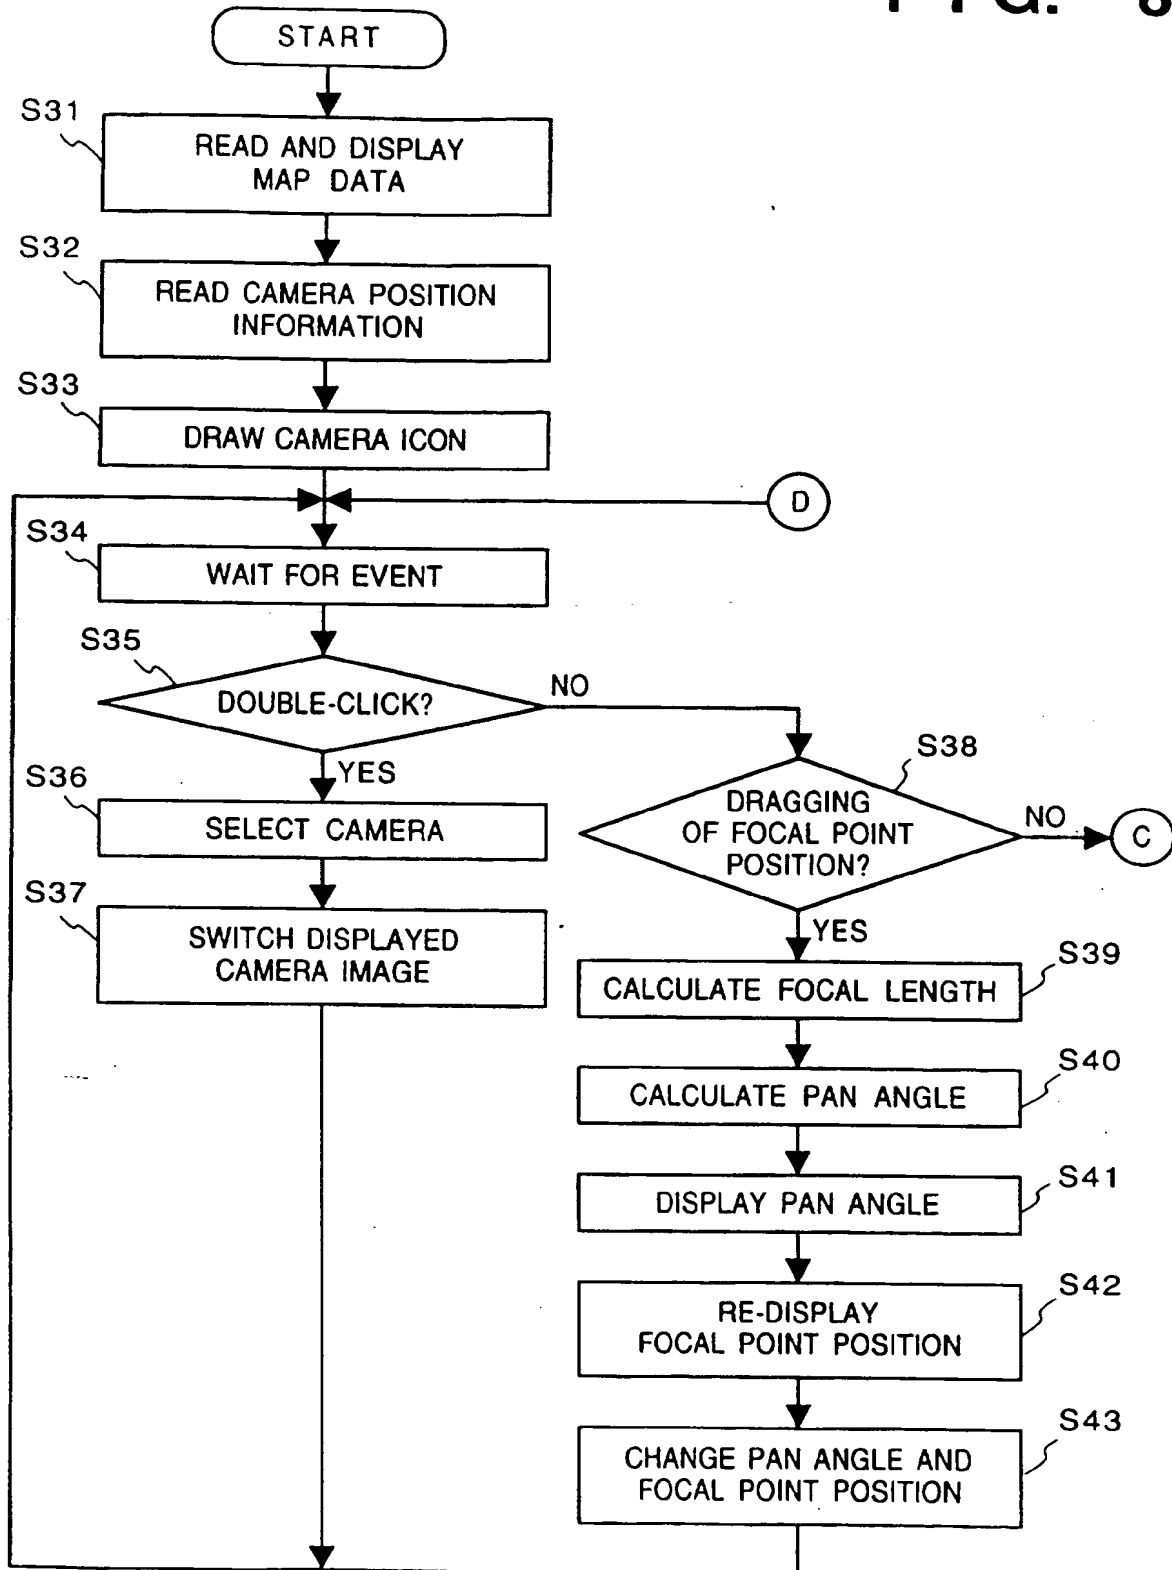 FIG. 8
START
S31
READ AND DISPLAY
MAP DATA
S32
READ CAMERA POSITION
INFORMATION
S33
DRAW CAMERA ICON
D
S34
WAIT FOR EVENT
S35
DOUBLE-CLICK?
NO
YES
S36
SELECT CAMERA
S37
SWITCH DISPLAYED
CAMERA IMAGE
S38
DRAGGING
OF FOCAL POINT
POSITION?
NO
C
YES
S39
CALCULATE FOCAL LENGTH
S40
CALCULATE PAN ANGLE
S41
DISPLAY PAN ANGLE
S42
RE-DISPLAY
FOCAL POINT POSITION
S43
CHANGE PAN ANGLE AND
FOCAL POINT POSITION